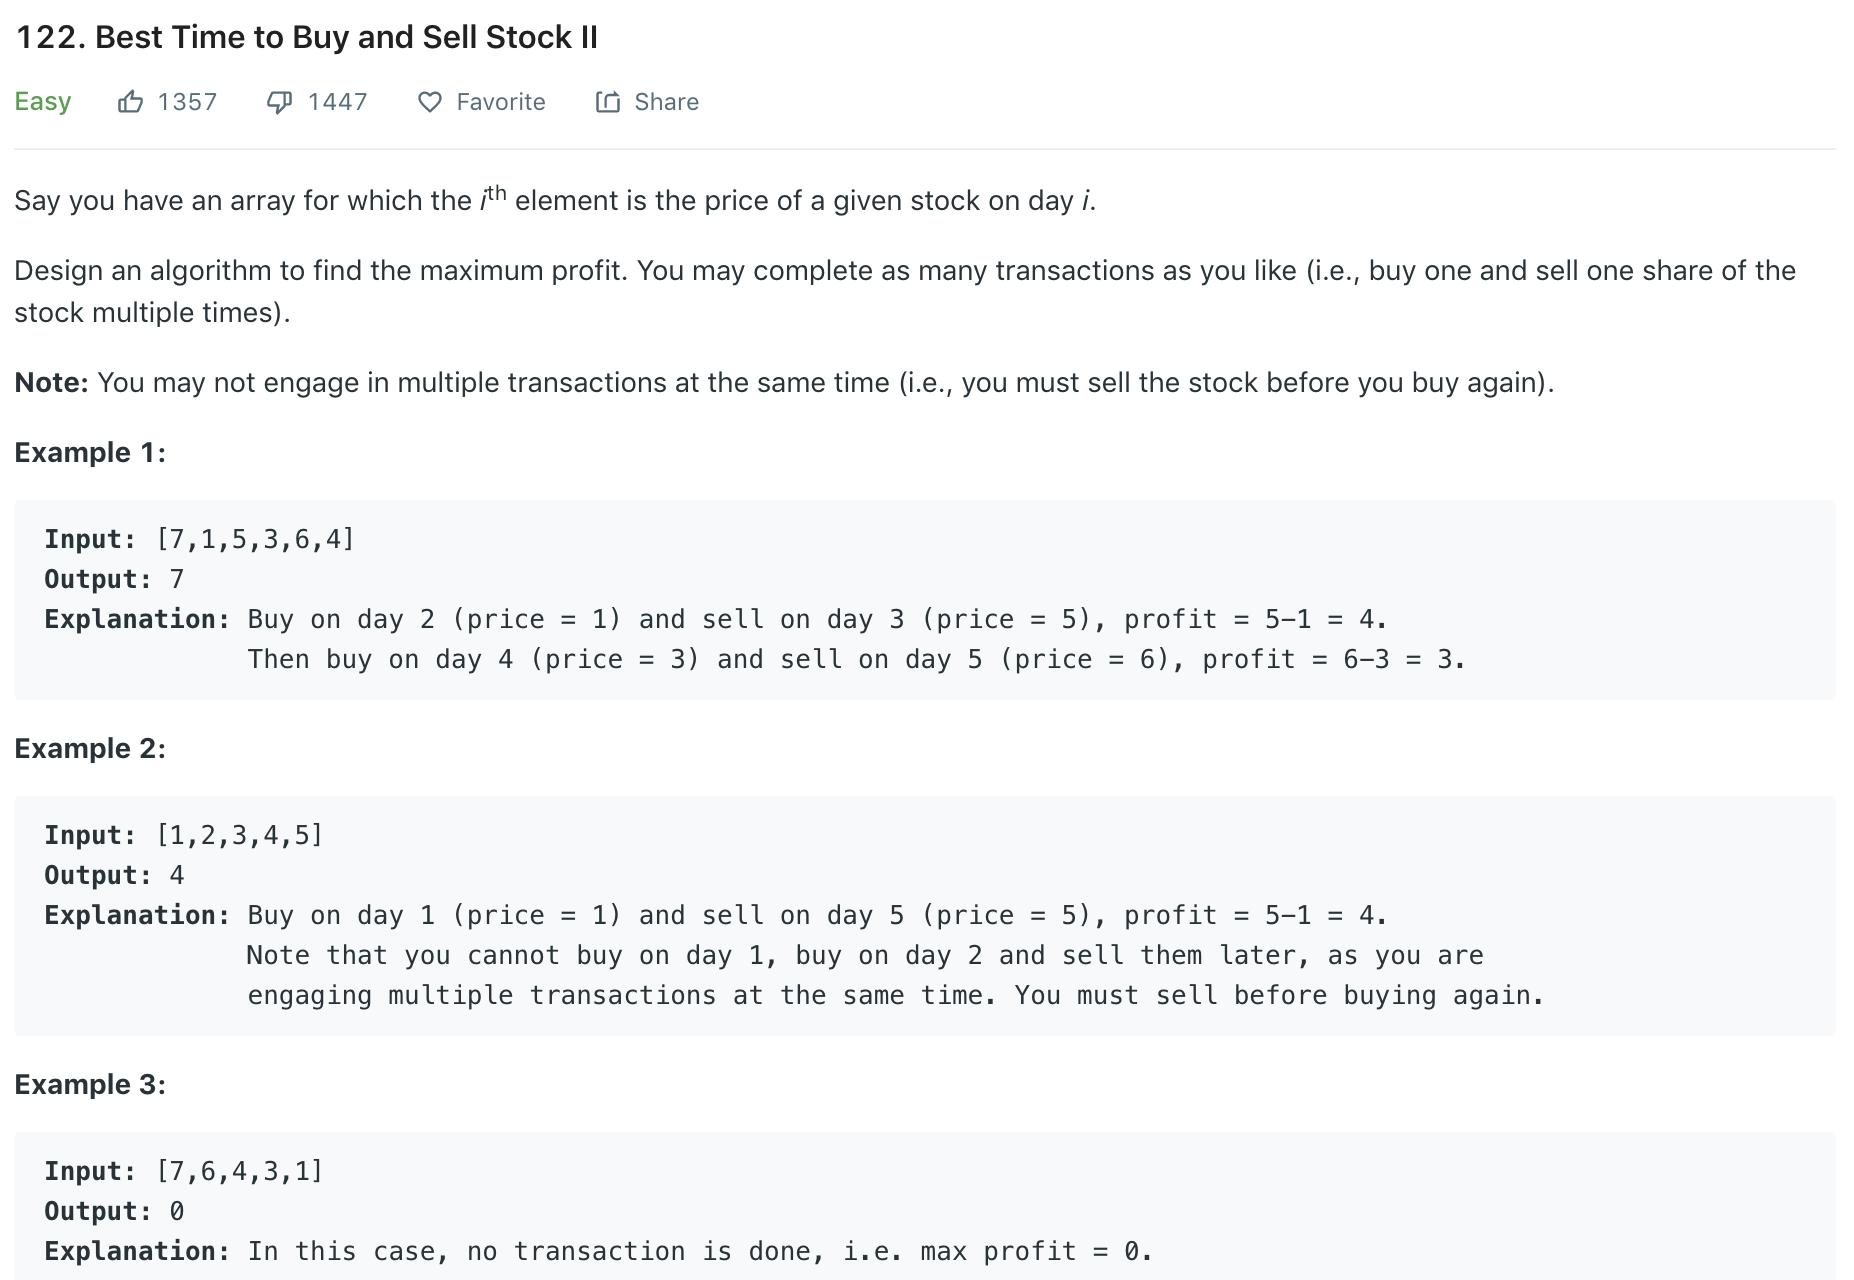 122. Best Time to Buy and Sell Stock II
Easy 1357 1447 Favorite Share
Say you have an array for which the ith element is the price of a given stock on day i.
Design an algorithm to find the maximum profit. You may complete as many transactions as you like (i.e., buy one and sell one share of the
stock multiple times).
Note: You may not engage in multiple transactions at the same time (i.e., you must sell the stock before you buy again).
Example 1:
Input: [7,1,5,3,6,4]
Output: 7
Explanation: Buy on day 2 (price = 1) and sell on day 3 (price = 5), profit = 5-1 = 4.
Then buy on day 4 (price = 3) and sell on day 5 (price = 6), profit = 6-3 = 3.
Example 2:
Input: [1,2,3,4,5]
Output: 4
Explanation: Buy on day 1 (price = 1) and sell on day 5 (price = 5), profit = 5-1 = 4.
Note that you cannot buy on day 1, buy on day 2 and sell them later, as you are
engaging multiple transactions at the same time. You must sell before buying again.
Example 3:
Input: [7,6,4,3,1]
Output: 0
Explanation: In this case, no transaction is done, i.e. max profit = 0.